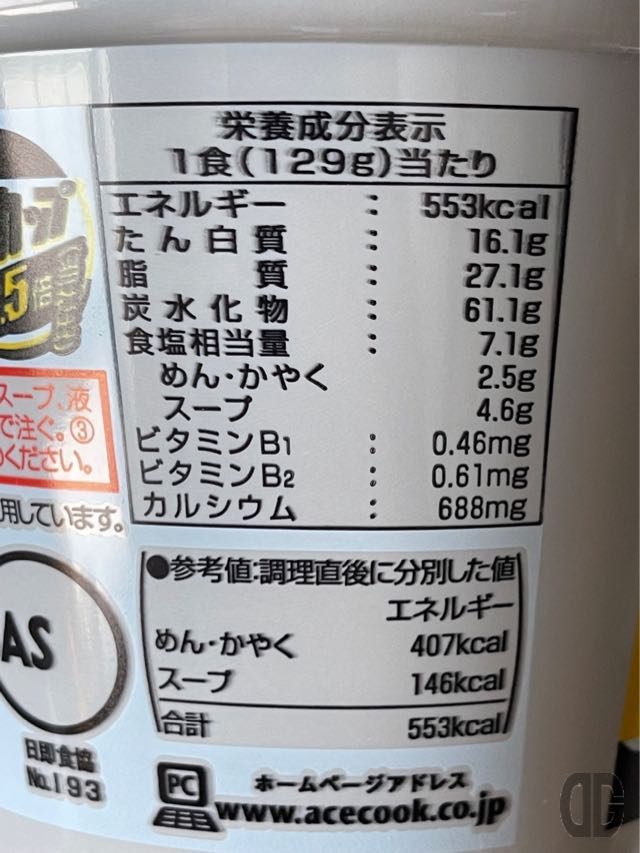 栄養成分表示
1食(129g)当たり
エネルギー : 553kcal
たん白質 : 16.1g
脂質 : 27.1g
炭水化物 : 61.1g
食塩相当量 : 7.1g
めん・かやく 2.5g
スープ 4.6g
ビタミンB1 : 0.46mg
ビタミンB2 : 0.61mg
カルシウム : 688mg
カップ
.5倍
スープ、液
で注ぐ。③
ください。
用しています。
●参考値:調理直後に分別した値
エネルギー
めん・かやく 407kcal
スープ 146kcal
合計 553kcal
AS
日即食協
No.193
PC
ホームページアドレス
www.acecook.co.jp